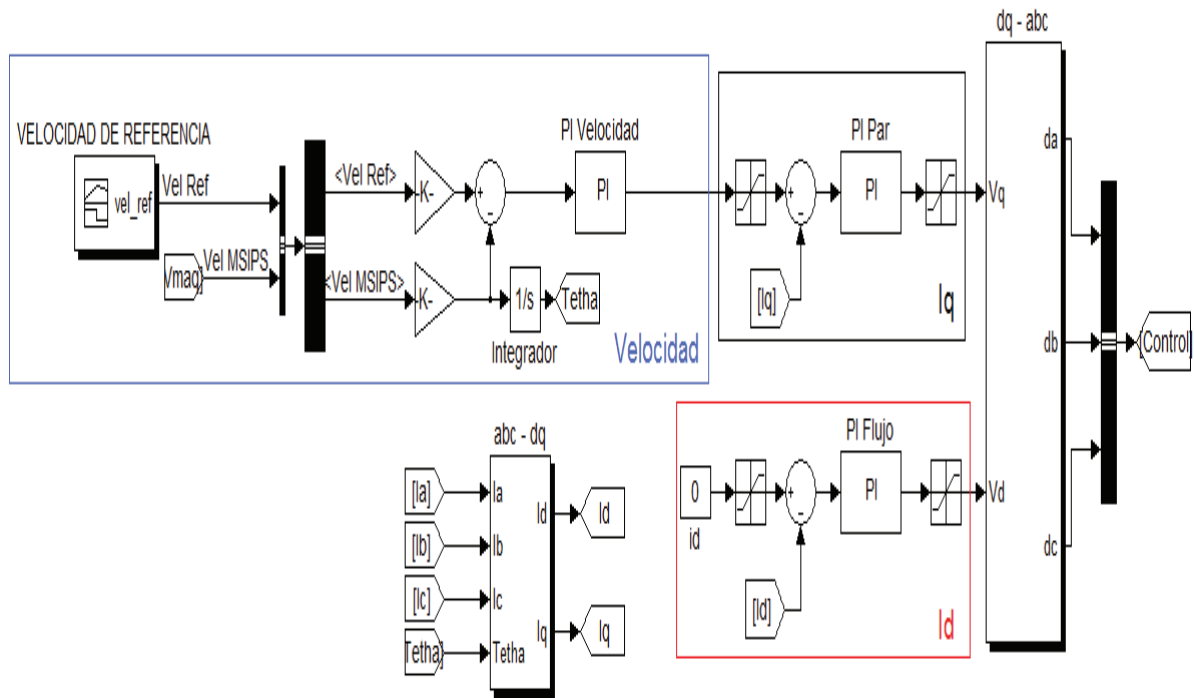 dq - abc
VELOCIDAD DE REFERENCIA
vel_ref
Vel Ref
Vmaq]
Vel MSIPS
<Vel Ref>
<Vel MSIPS>
-K-
-K-
+
-
PI Velocidad
PI
1/s
Integrador
Tetha
Velocidad
+
-
PI Par
PI
[Iq]
Iq
Vq
da
db
dc
Vd
[Control]
abc - dq
[Ia]
[Ib]
[Ic]
Tetha]
Ia
Ib
Ic
Tetha
Id
Iq
Id
Iq
0
id
+
-
PI Flujo
PI
[Id]
Id